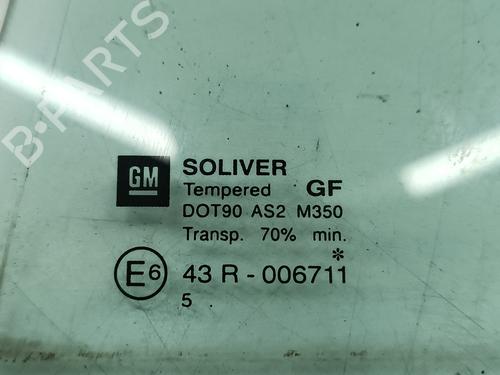 B-PARTS
GM
SOLIVER
Tempered GF
DOT90 AS2 M350
Transp. 70% min.
E6 43 R - 006711*
5